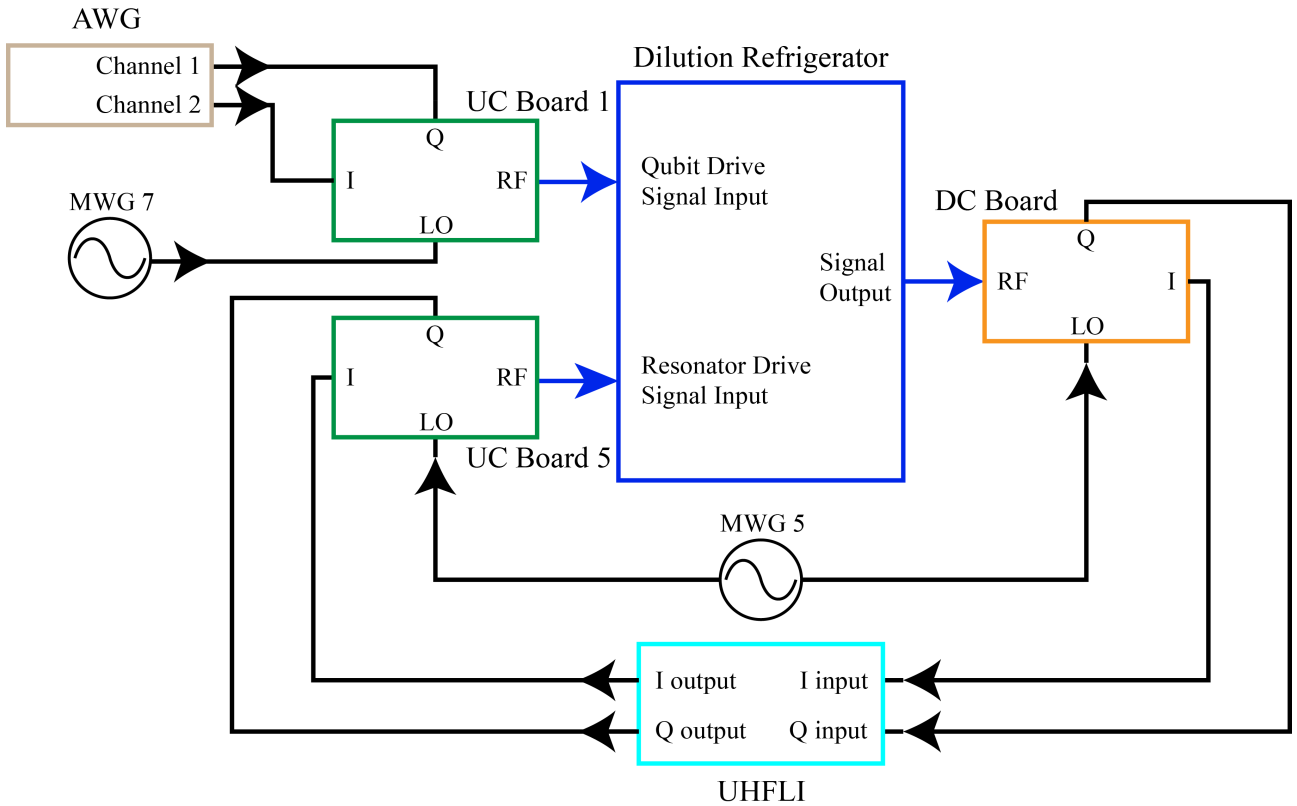 AWG
Channel 1
Channel 2
UC Board 1
Q
I
RF
LO
MWG 7
Dilution Refrigerator
Qubit Drive
Signal Input
Signal
Output
Resonator Drive
Signal Input
DC Board
Q
RF
I
LO
Q
I
RF
LO
UC Board 5
MWG 5
I output
I input
Q output
Q input
UHFLI